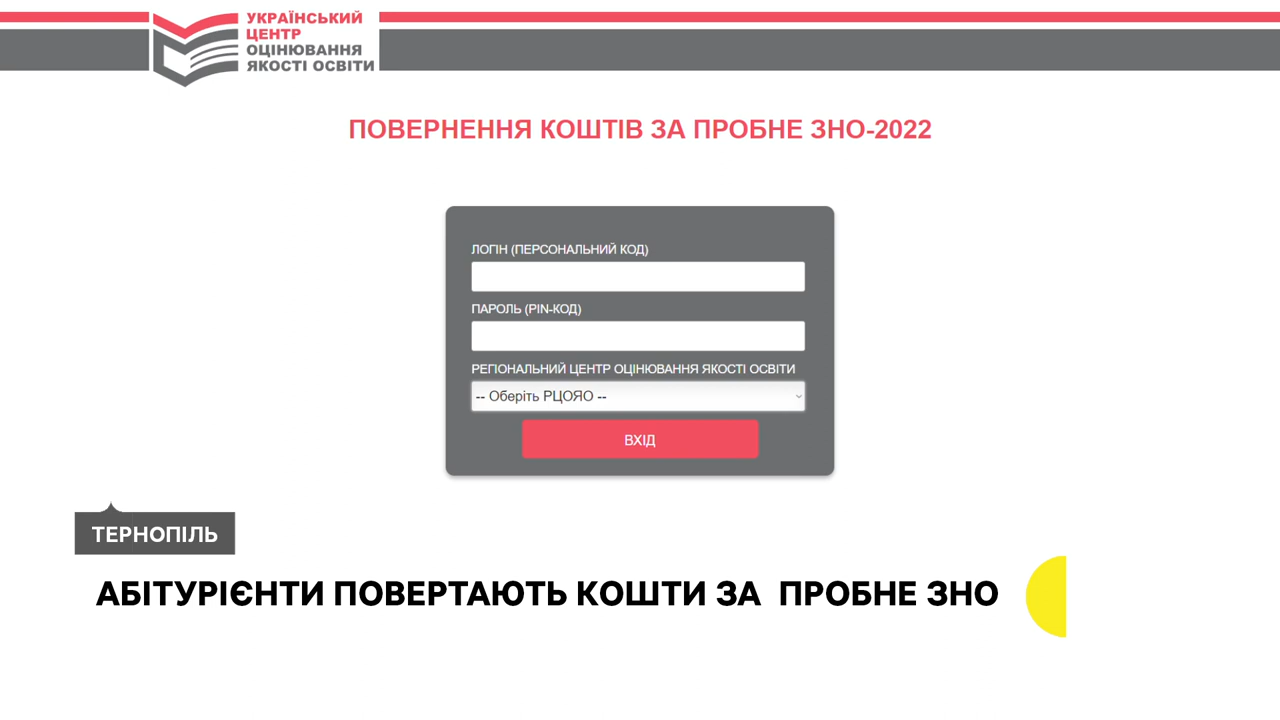 УКРАЇНСЬКИЙ
ЦЕНТР
ОЦІНЮВАННЯ
ЯКОСТІ ОСВІТИ
ПОВЕРНЕННЯ КОШТІВ ЗА ПРОБНЕ ЗНО-2022
ЛОГІН (ПЕРСОНАЛЬНИЙ КОД)
ПАРОЛЬ (PIN-КОД)
РЕГІОНАЛЬНИЙ ЦЕНТР ОЦІНЮВАННЯ ЯКОСТІ ОСВІТИ
-- Оберіть РЦОЯО --
ВХІД
ТЕРНОПІЛЬ
АБІТУРІЄНТИ ПОВЕРТАЮТЬ КОШТИ ЗА ПРОБНЕ ЗНО